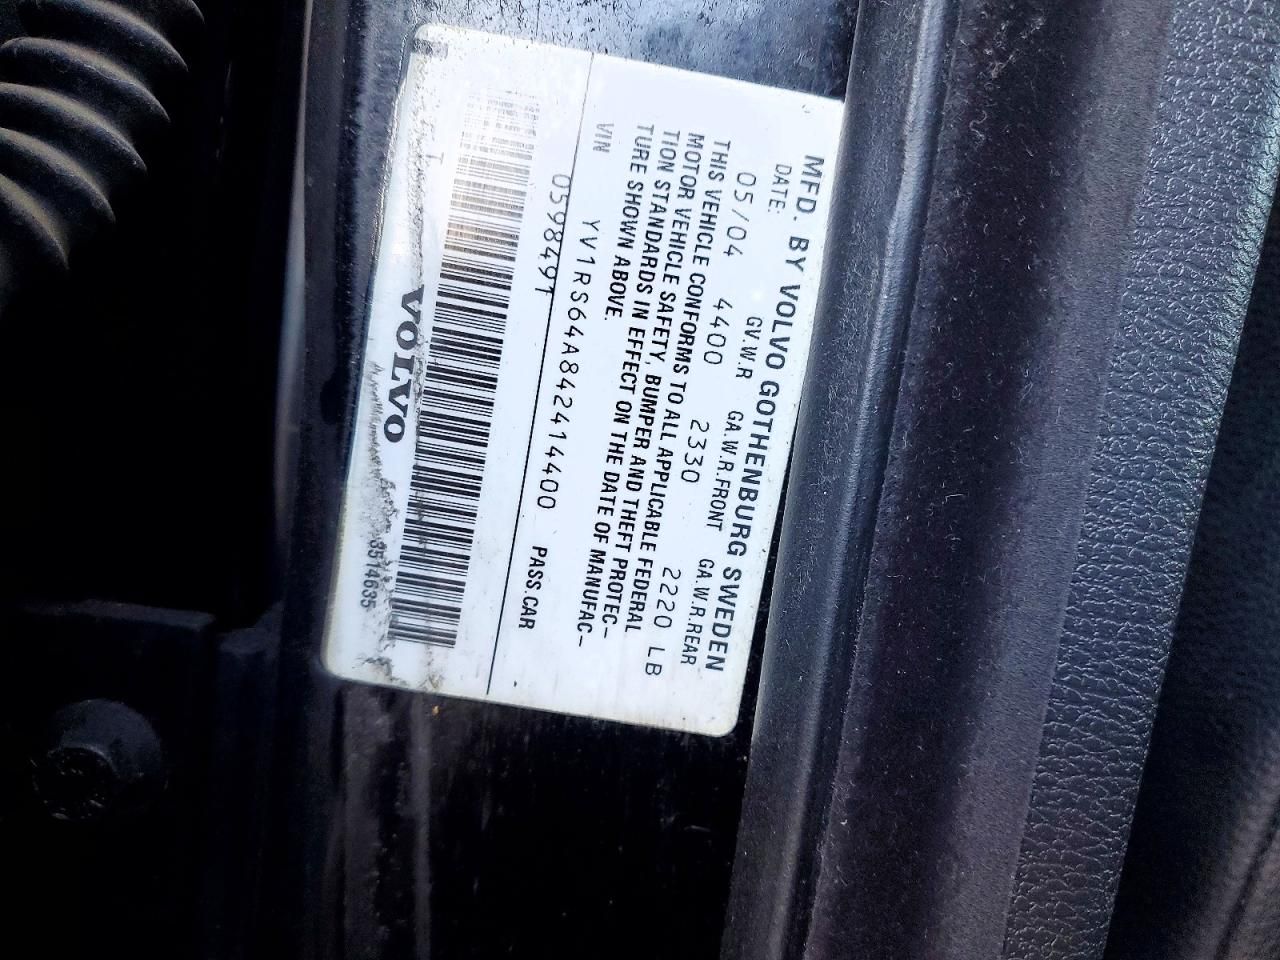 MFD. BY VOLVO GOTHENBURG SWEDEN
DATE: GV.W.R GA.W.R.FRONT GA.W.R.REAR
05/04 4400 2330 2220 LB
THIS VEHICLE CONFORMS TO ALL APPLICABLE FEDERAL
MOTOR VEHICLE SAFETY, BUMPER AND THEFT PROTEC-
TION STANDARDS IN EFFECT ON THE DATE OF MANUFAC-
TURE SHOWN ABOVE.
VIN YV1RS64A842414400 PASS.CAR
0598491
VOLVO
8514635